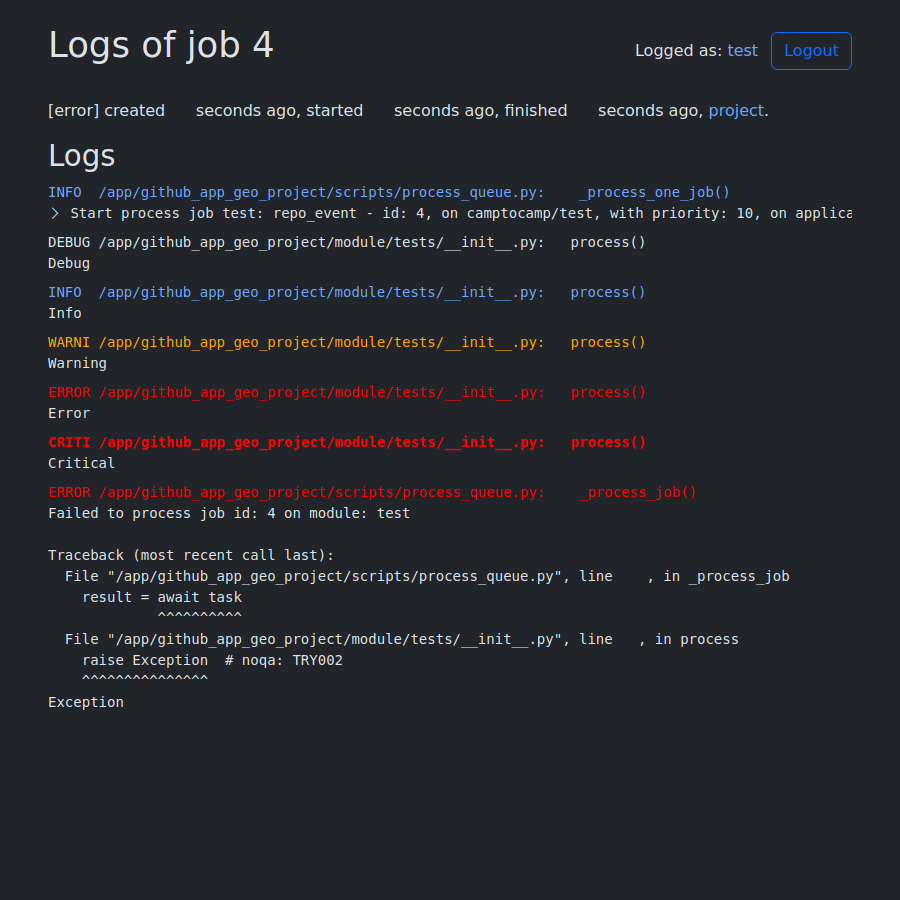 Logs of job 4
Logged as: test Logout
[error] created seconds ago, started seconds ago, finished seconds ago, project.
Logs
INFO /app/github_app_geo_project/scripts/process_queue.py: _process_one_job()
> Start process job test: repo_event - id: 4, on camptocamp/test, with priority: 10, on applica
DEBUG /app/github_app_geo_project/module/tests/__init__.py: process()
Debug
INFO /app/github_app_geo_project/module/tests/__init__.py: process()
Info
WARNI /app/github_app_geo_project/module/tests/__init__.py: process()
Warning
ERROR /app/github_app_geo_project/module/tests/__init__.py: process()
Error
CRITI /app/github_app_geo_project/module/tests/__init__.py: process()
Critical
ERROR /app/github_app_geo_project/scripts/process_queue.py: _process_job()
Failed to process job id: 4 on module: test
Traceback (most recent call last):
  File "/app/github_app_geo_project/scripts/process_queue.py", line , in _process_job
    result = await task
             ^^^^^^^^^^
  File "/app/github_app_geo_project/module/tests/__init__.py", line , in process
    raise Exception  # noqa: TRY002
    ^^^^^^^^^^^^^^^
Exception